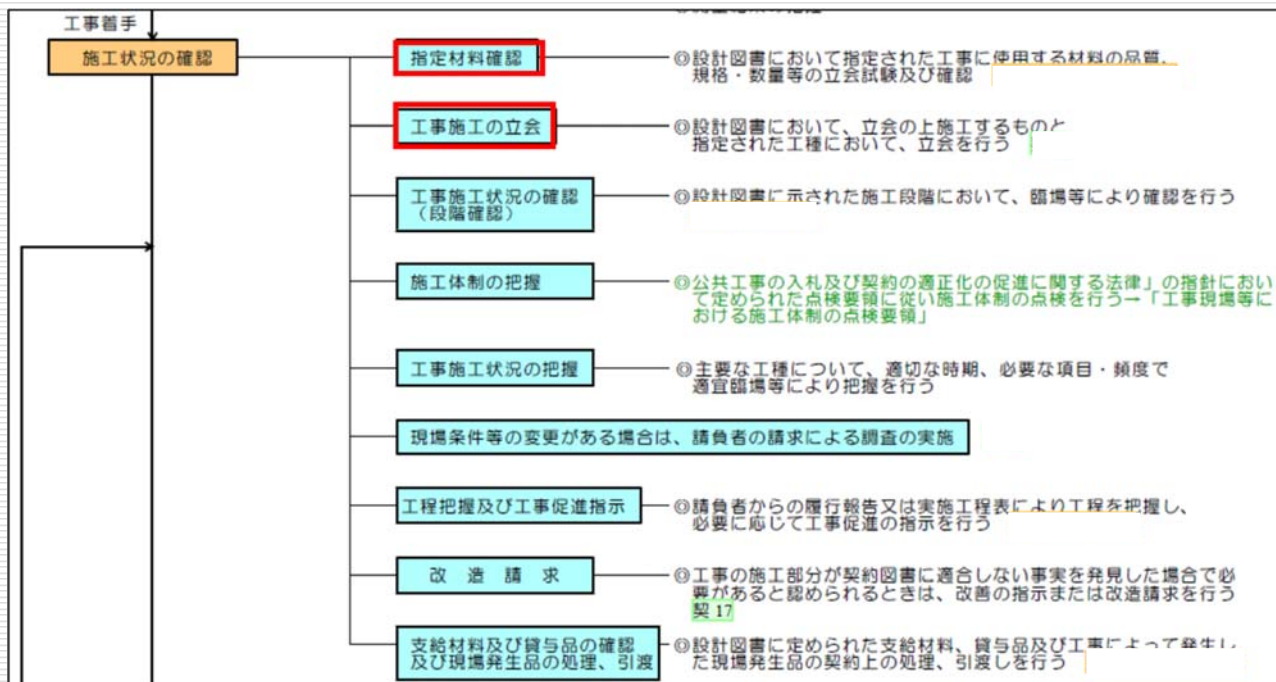 工事着手
施工状況の確認
指定材料確認
◎設計図書において指定された工事に使用する材料の品質、
規格・数量等の立会試験及び確認
工事施工の立会
◎設計図書において、立会の上施工するものと
指定された工種において、立会を行う
工事施工状況の確認
（段階確認）
◎設計図書に示された施工段階において、臨場等により確認を行う
施工体制の把握
◎公共工事の入札及び契約の適正化の促進に関する法律」の指針におい
て定められた点検要領に従い施工体制の点検を行う→「工事現場等に
おける施工体制の点検要領」
工事施工状況の把握
◎主要な工種について、適切な時期、必要な項目・頻度で
適宜臨場等により把握を行う
現場条件等の変更がある場合は、請負者の請求による調査の実施
工程把握及び工事促進指示
◎請負者からの履行報告又は実施工程表により工程を把握し、
必要に応じて工事促進の指示を行う
改 造 請 求
◎工事の施工部分が契約図書に適合しない事実を発見した場合で必
要があると認められるときは、改善の指示または改造請求を行う
契 17
支給材料及び貸与品の確認
及び現場発生品の処理、引渡
◎設計図書に定められた支給材料、貸与品及び工事によって発生し
た現場発生品の契約上の処理、引渡しを行う